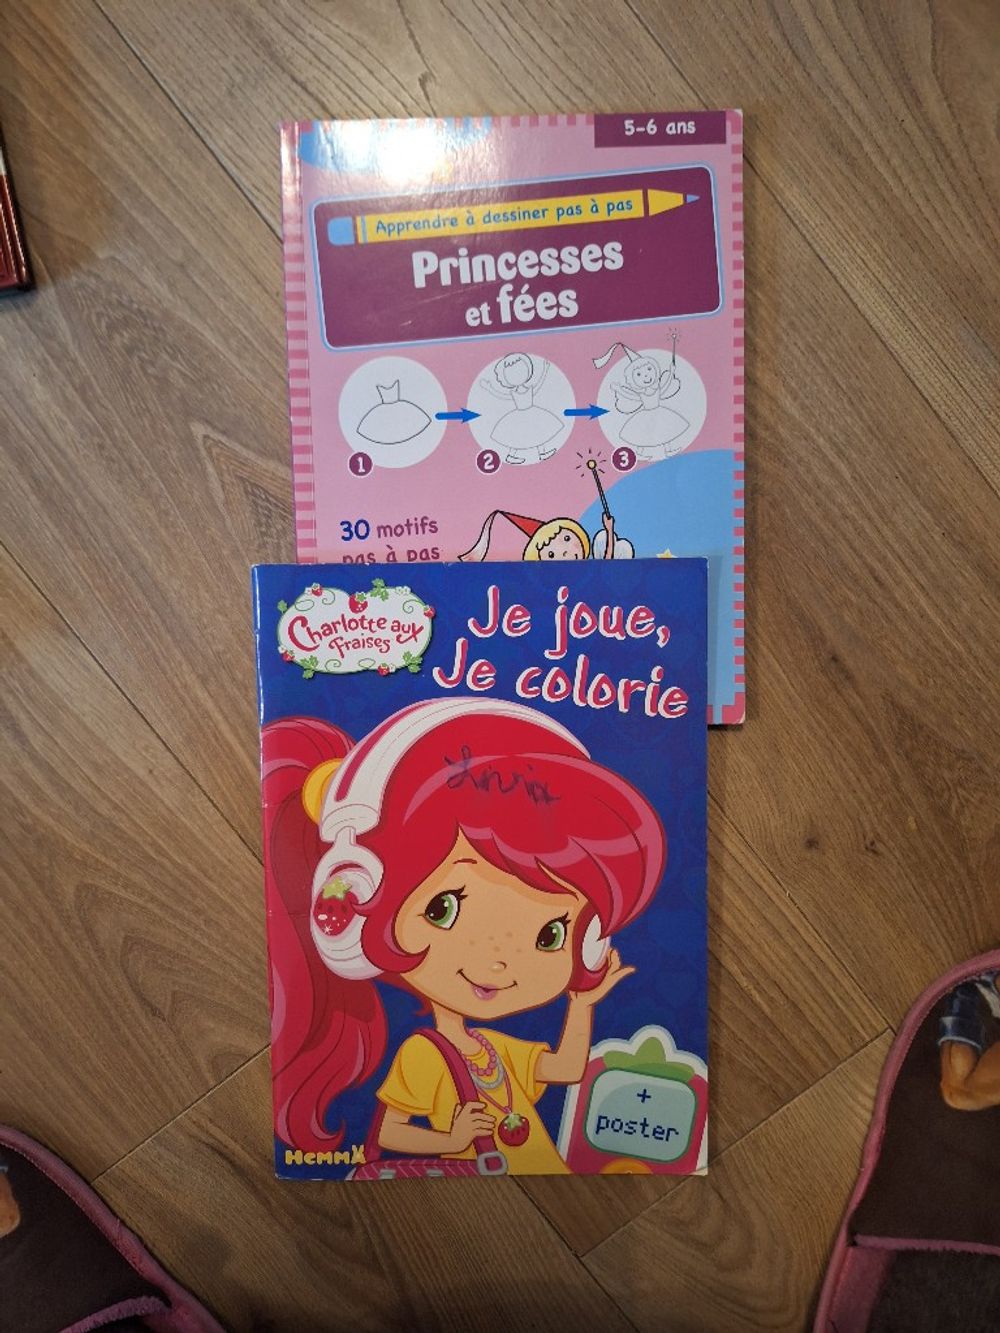 5-6 ans
Apprendre à dessiner pas à pas
Princesses
et fées
1
2
3
30 motifs
pas à pas
Charlotte aux
Fraises
Je joue,
Je colorie
Livia
+
poster
HEMMA